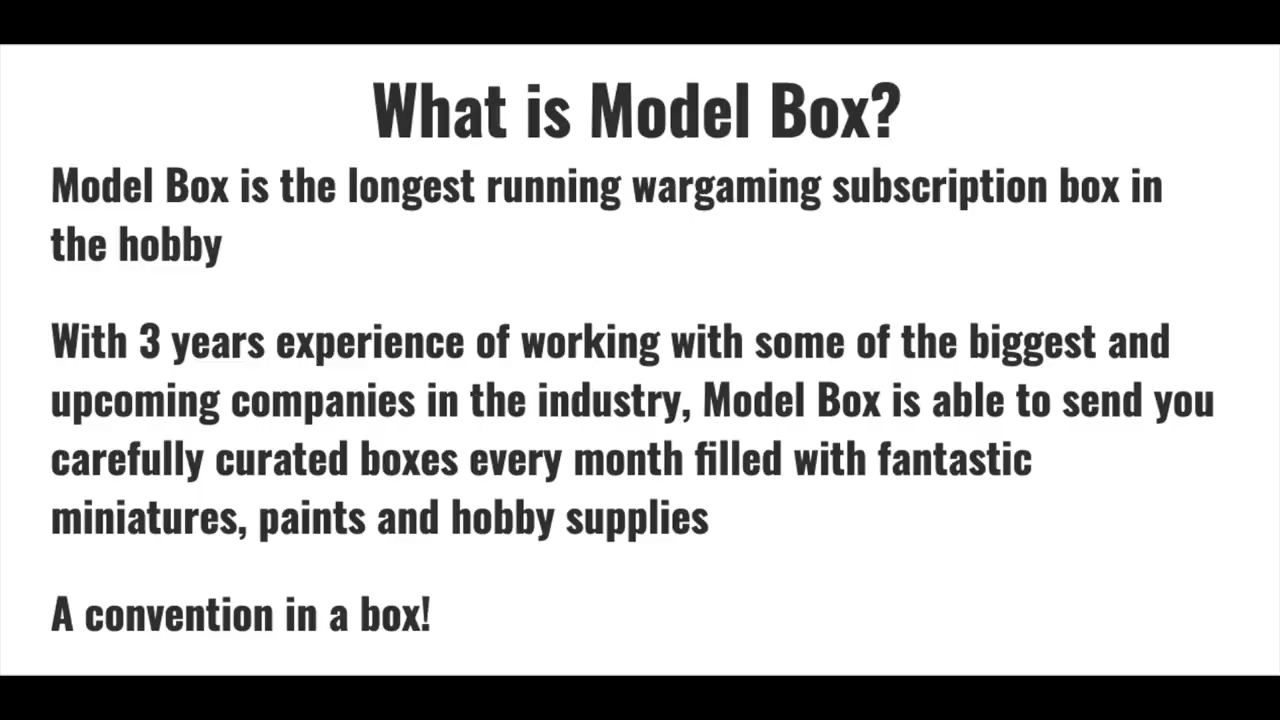 What is Model Box?
Model Box is the longest running wargaming subscription box in
the hobby
With 3 years experience of working with some of the biggest and
upcoming companies in the industry, Model Box is able to send you
carefully curated boxes every month filled with fantastic
miniatures, paints and hobby supplies
A convention in a box!